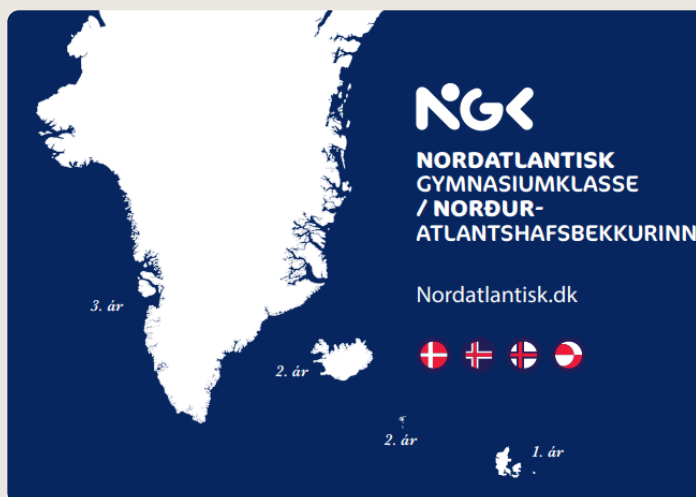 NGK
NORDATLANTISK
GYMNASIUMKLASSE
/ NORÐUR-
ATLANTSHAFSBEKKURINN
Nordatlantisk.dk
3. ár
2. ár
2. ár
1. ár